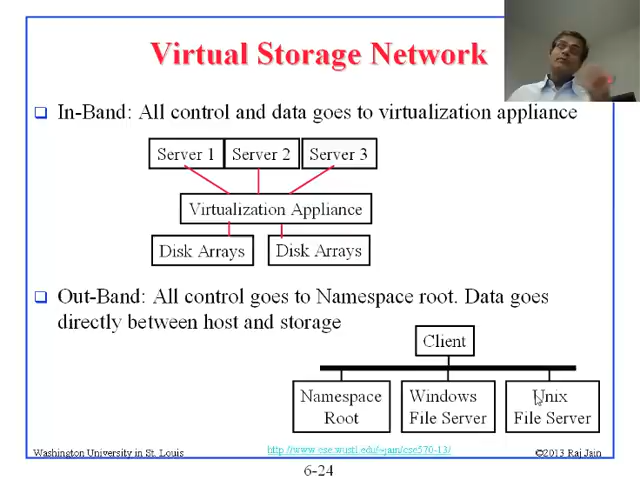 Virtual Storage Network
In-Band: All control and data goes to virtualization appliance
Server 1 Server 2 Server 3
Virtualization Appliance
Disk Arrays Disk Arrays
Out-Band: All control goes to Namespace root. Data goes
directly between host and storage
Client
Namespace Windows Unix
Root File Server File Server
Washington University in St. Louis http://www.cse.wustl.edu/~jain/cse570-13/ ©2013 Raj Jain
6-24